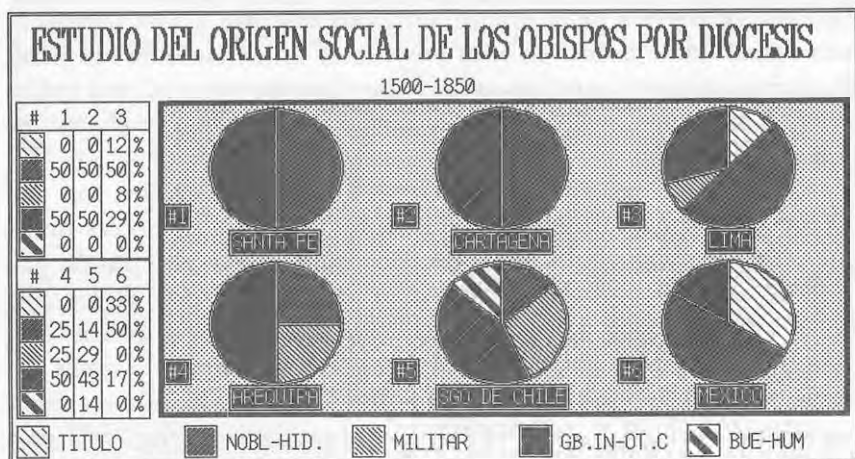 ESTUDIO DEL ORIGEN SOCIAL DE LOS OBISPOS POR DIOCESIS
1500-1850
# 1 2 3
0 0 12 %
50 50 50 %
0 0 8 %
50 50 29 %
0 0 0 %
# 4 5 6
0 0 33 %
25 14 50 %
25 29 0 %
50 43 17 %
0 14 0 %
#1 SANTA FE
#2 CARTAGENA
#3 LIMA
#4 AREQUIPA
#5 SGO DE CHILE
#6 MEXICO
TITULO NOBL-HID. MILITAR GB.IN-OT.C BUE-HUM